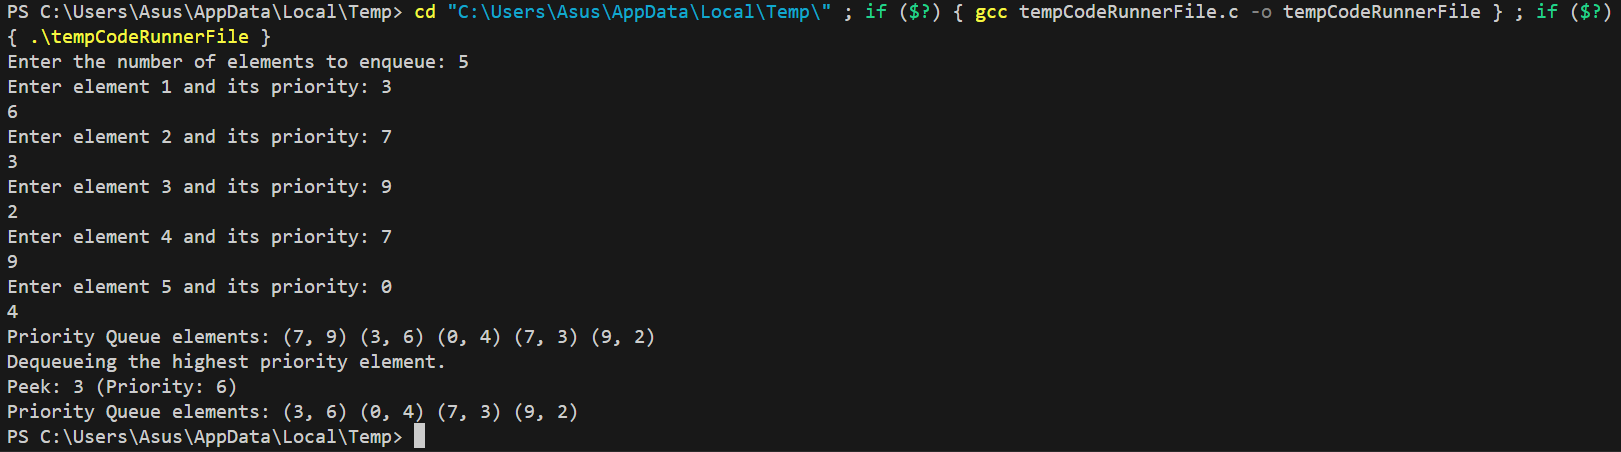 PS C:\Users\Asus\AppData\Local\Temp> cd "C:\Users\Asus\AppData\Local\Temp\" ; if ($?) { gcc tempCodeRunnerFile.c -o tempCodeRunnerFile } ; if ($?)
{ .\tempCodeRunnerFile }
Enter the number of elements to enqueue: 5
Enter element 1 and its priority: 3
6
Enter element 2 and its priority: 7
3
Enter element 3 and its priority: 9
2
Enter element 4 and its priority: 7
9
Enter element 5 and its priority: 0
4
Priority Queue elements: (7, 9) (3, 6) (0, 4) (7, 3) (9, 2)
Dequeueing the highest priority element.
Peek: 3 (Priority: 6)
Priority Queue elements: (3, 6) (0, 4) (7, 3) (9, 2)
PS C:\Users\Asus\AppData\Local\Temp>